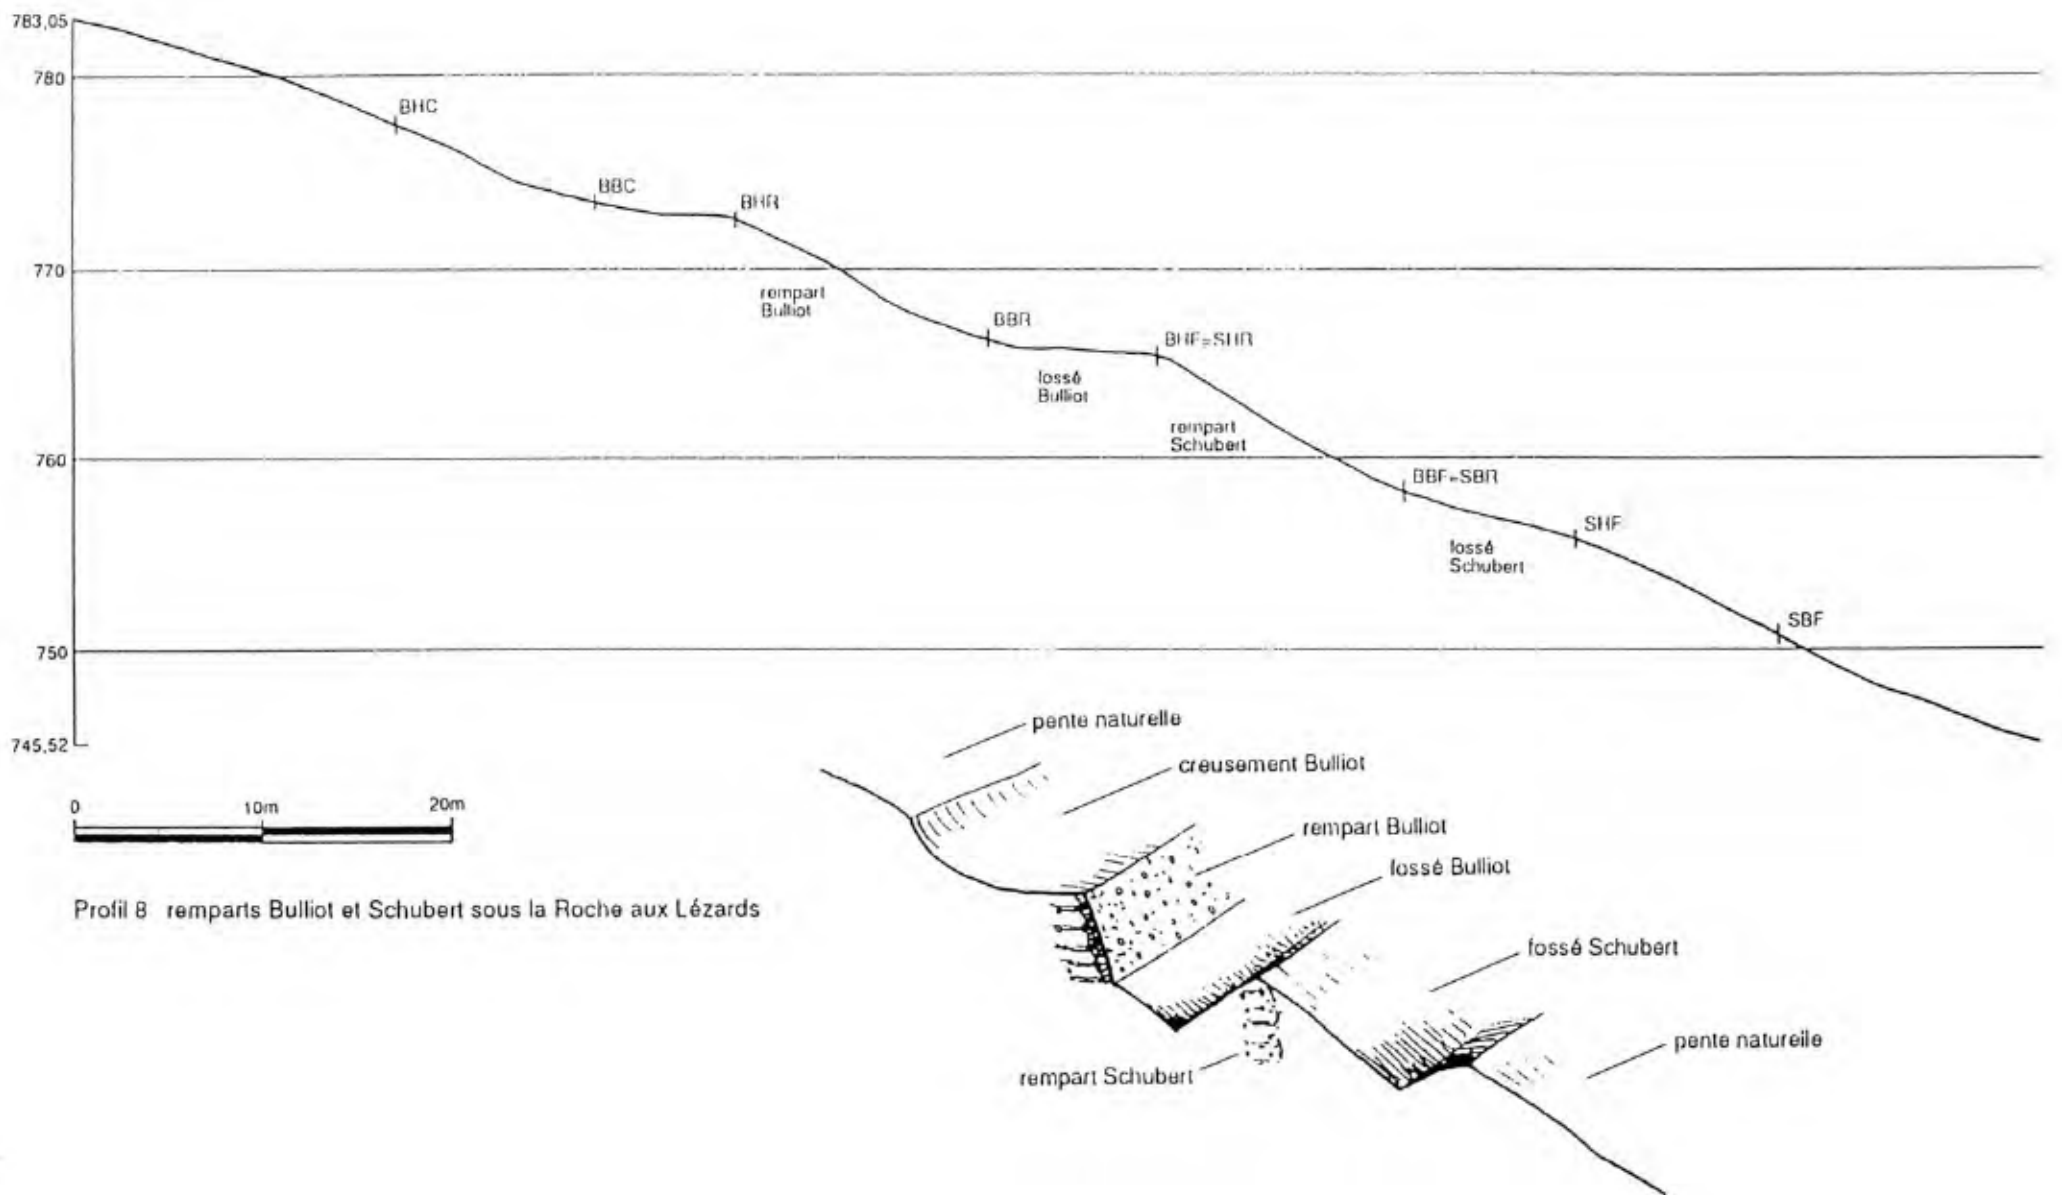 783,05
780
BHC
BBC
BHR
770
rempart
Bulliot
BBR
BHF=SHR
fossé
Bulliot
rempart
Schubert
760
BBF=SBR
SHF
fossé
Schubert
SBF
750
745,52
pente naturelle
creusement Bulliot
rempart Bulliot
fossé Bulliot
0 10m 20m
Profil 8 remparts Bulliot et Schubert sous la Roche aux Lézards
fossé Schubert
pente naturelle
rempart Schubert